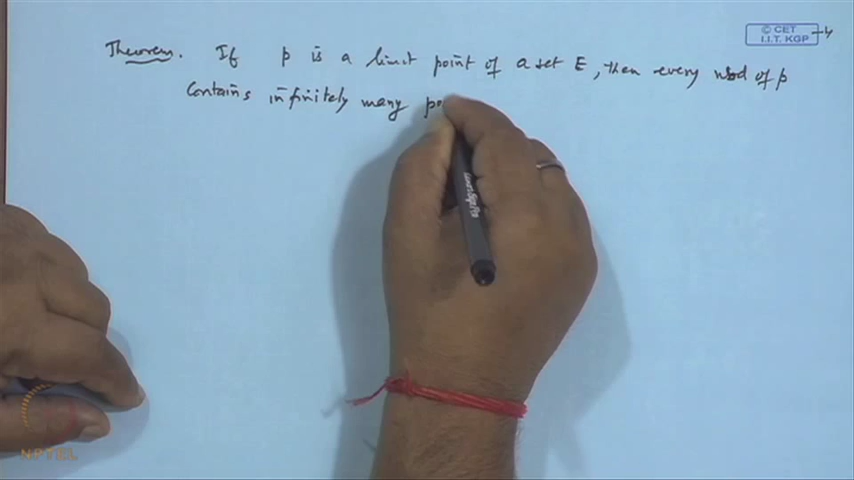 Theorem. If p is a limit point of a set E, then every nbd of p
Contains infinitely many po
© CET
I.I.T. KGP
NPTEL